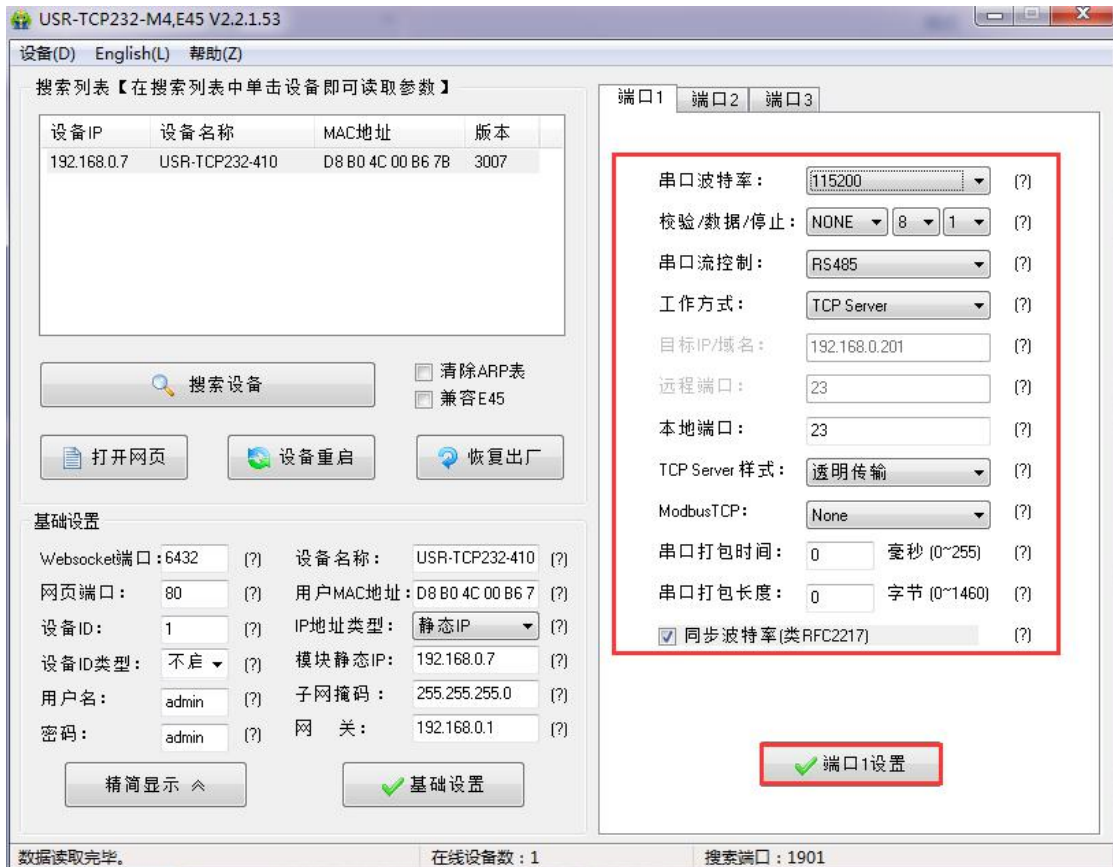 USR-TCP232-M4,E45 V2.2.1.53
设备(D) English(L) 帮助(Z)
搜索列表【在搜索列表中单击设备即可读取参数】
设备IP 设备名称 MAC地址 版本
192.168.0.7 USR-TCP232-410 D8 B0 4C 00 B6 7B 3007
搜索设备
清除ARP表
兼容E45
打开网页 设备重启 恢复出厂
基础设置
Websocket端口: 6432 (?) 设备名称: USR-TCP232-410 (?)
网页端口: 80 (?) 用户MAC地址: D8 B0 4C 00 B6 7 (?)
设备ID: 1 (?) IP地址类型: 静态IP (?)
设备ID类型: 不启 (?) 模块静态IP: 192.168.0.7 (?)
用户名: admin (?) 子网掩码: 255.255.255.0 (?)
密码: admin (?) 网 关: 192.168.0.1 (?)
精简显示 基础设置
端口1 端口2 端口3
串口波特率: 115200 (?)
校验/数据/停止: NONE 8 1 (?)
串口流控制: RS485 (?)
工作方式: TCP Server (?)
目标IP/域名: 192.168.0.201 (?)
远程端口: 23 (?)
本地端口: 23 (?)
TCP Server 样式: 透明传输 (?)
ModbusTCP: None (?)
串口打包时间: 0 毫秒 (0~255) (?)
串口打包长度: 0 字节 (0~1460) (?)
同步波特率(类RFC2217) (?)
端口1设置
数据读取完毕。 在线设备数:1 搜索端口:1901